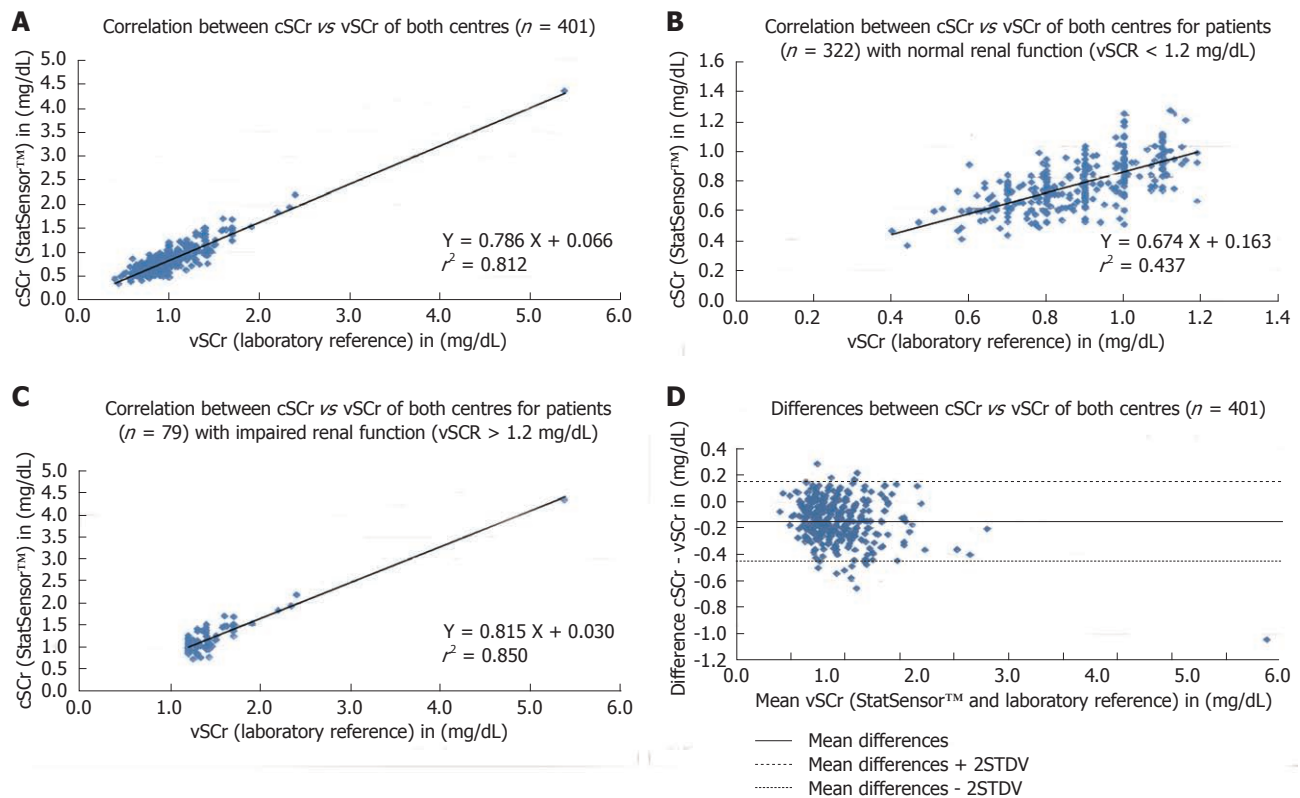 A
Correlation between cSCr vs vSCr of both centres (n = 401)
cSCr (StatSensor™) in (mg/dL)
5.0
4.5
4.0
3.5
3.0
2.5
2.0
1.5
1.0
0.5
0.0
Y = 0.786 X + 0.066
r² = 0.812
0.0 1.0 2.0 3.0 4.0 5.0 6.0
vSCr (laboratory reference) in (mg/dL)
B
Correlation between cSCr vs vSCr of both centres for patients
(n = 322) with normal renal function (vSCR < 1.2 mg/dL)
cSCr (StatSensor™) in (mg/dL)
1.6
1.4
1.2
1.0
0.8
0.6
0.4
0.2
0.0
Y = 0.674 X + 0.163
r² = 0.437
0.0 0.2 0.4 0.6 0.8 1.0 1.2 1.4
vSCr (laboratory reference) in (mg/dL)
C
Correlation between cSCr vs vSCr of both centres for patients
(n = 79) with impaired renal function (vSCR > 1.2 mg/dL)
cSCr (StatSensor™) in (mg/dL)
5.0
4.5
4.0
3.5
3.0
2.5
2.0
1.5
1.0
0.5
0.0
Y = 0.815 X + 0.030
r² = 0.850
0.0 1.0 2.0 3.0 4.0 5.0 6.0
vSCr (laboratory reference) in (mg/dL)
D
Differences between cSCr vs vSCr of both centres (n = 401)
Difference cSCr - vSCr in (mg/dL)
0.4
0.2
0.0
-0.2
-0.4
-0.6
-0.8
-1.0
-1.2
0.0 1.0 2.0 3.0 4.0 5.0 6.0
Mean vSCr (StatSensor™ and laboratory reference) in (mg/dL)
Mean differences
Mean differences + 2STDV
Mean differences - 2STDV